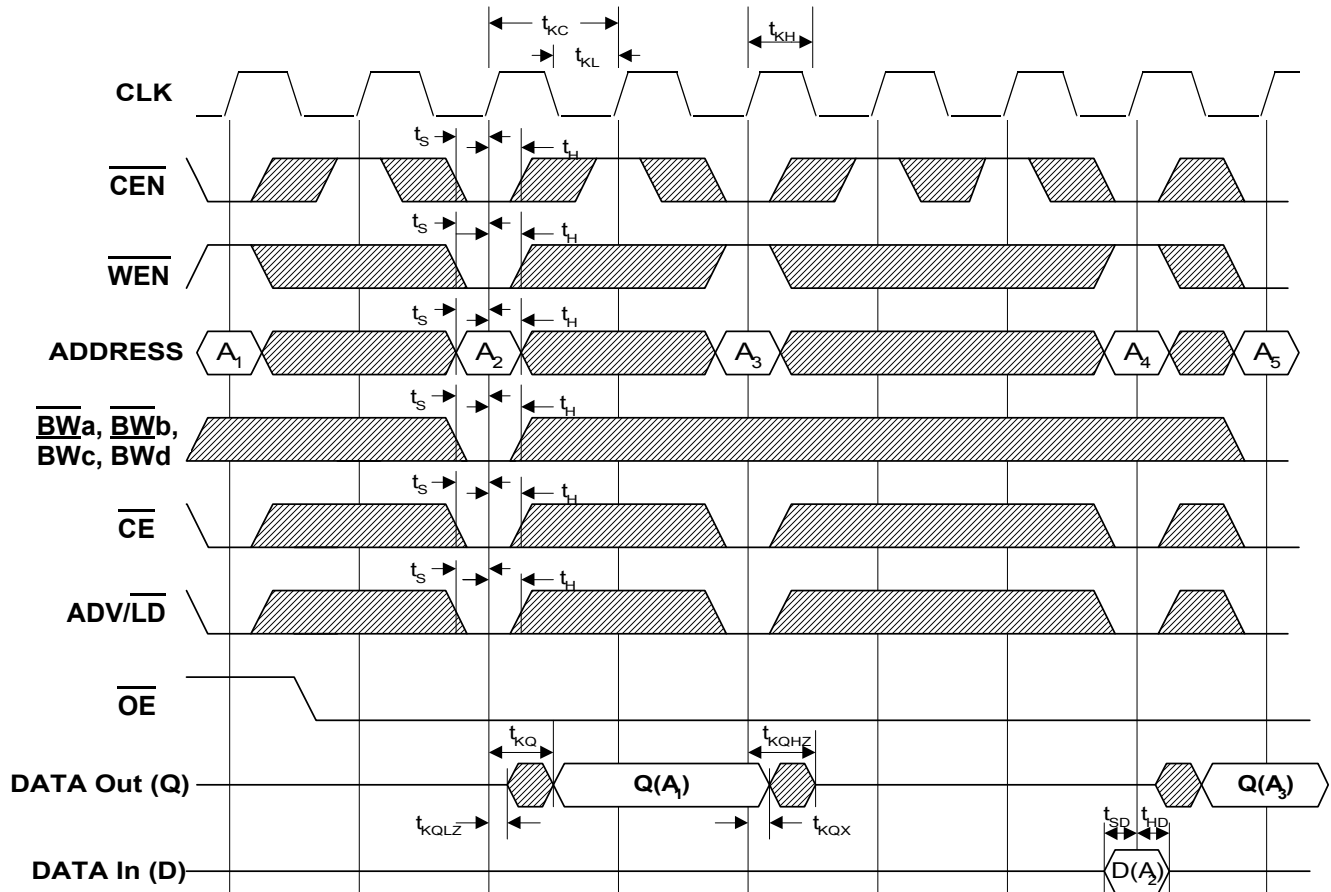 tKC
tKH
tKL
CLK
tS
tH
CEN
tS
tH
WEN
tS
tH
ADDRESS
A1
A2
A3
A4
A5
tS
tH
BWa, BWb,
BWc, BWd
tS
tH
CE
tS
tH
ADV/LD
OE
tKQ
tKQHZ
DATA Out (Q)
Q(A1)
Q(A3)
tKQLZ
tKQX
tSD
tHD
DATA In (D)
D(A2)